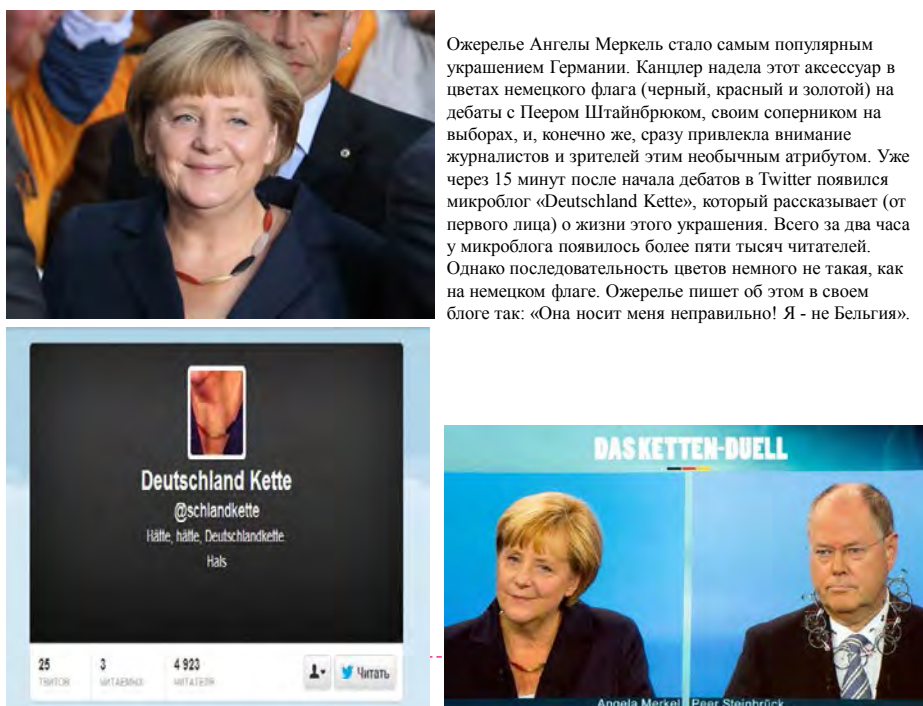 Ожерелье Ангелы Меркель стало самым популярным
украшением Германии. Канцлер надела этот аксессуар в
цветах немецкого флага (черный, красный и золотой) на
дебаты с Пеером Штайнбрюком, своим соперником на
выборах, и, конечно же, сразу привлекла внимание
журналистов и зрителей этим необычным атрибутом. Уже
через 15 минут после начала дебатов в Twitter появился
микроблог «Deutschland Kette», который рассказывает (от
первого лица) о жизни этого украшения. Всего за два часа
у микроблога появилось более пяти тысяч читателей.
Однако последовательность цветов немного не такая, как
на немецком флаге. Ожерелье пишет об этом в своем
блоге так: «Она носит меня неправильно! Я - не Бельгия».
Deutschland Kette
@schlandkette
Hätte, hätte, Deutschlandkette.
Hals
25
ТВИТОВ
3
ЧИТАЕМЫХ
4 923
ЧИТАТЕЛЯ
Читать
DAS KETTEN-DUELL
Angela Merkel
Peer Steinbrück